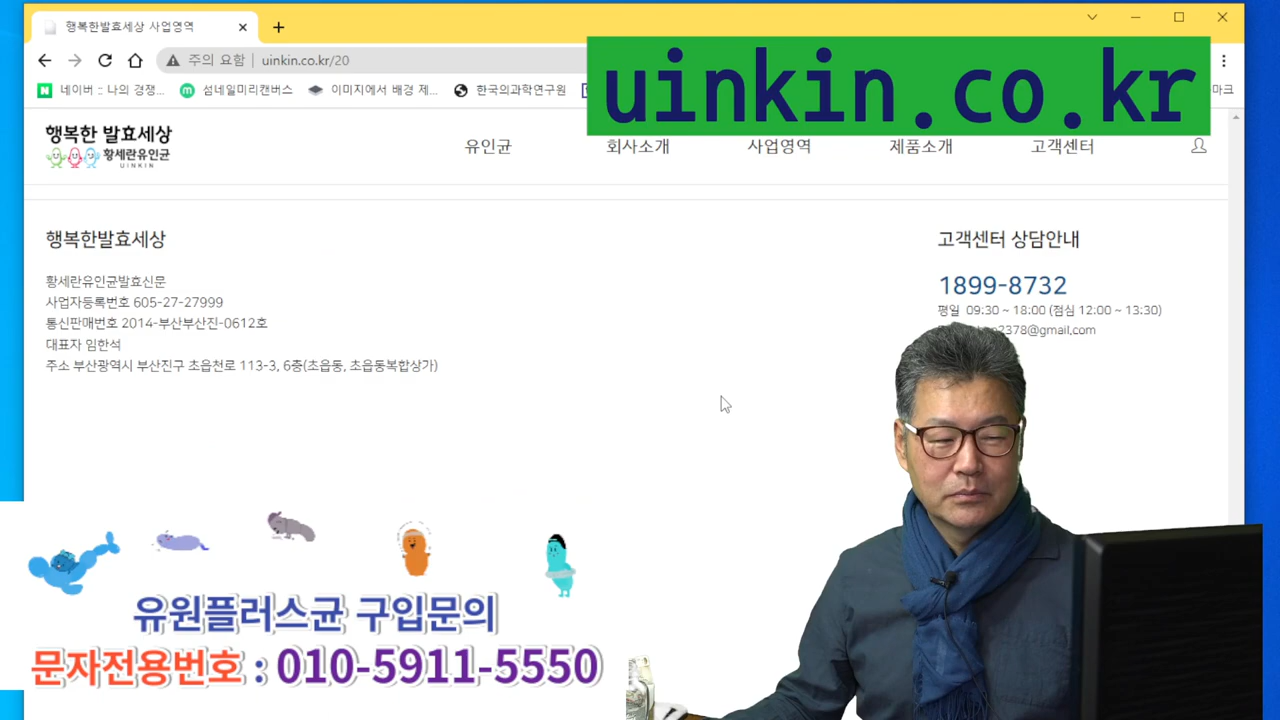 행복한발효세상 사업영역
주의 요함 uinkin.co.kr/20
네이버 :: 나의 경쟁... 섬네일미리캔버스 이미지에서 배경 제... 한국의과학연구원
마크
uinkin.co.kr
행복한 발효세상
황세란유인균
UINKIN
유인균 회사소개 사업영역 제품소개 고객센터
행복한발효세상
황세란유인균발효신문
사업자등록번호 605-27-27999
통신판매번호 2014-부산부산진-0612호
대표자 임한석
주소 부산광역시 부산진구 초읍천로 113-3, 6층(초읍동, 초읍동복합상가)
고객센터 상담안내
1899-8732
평일 09:30 ~ 18:00 (점심 12:00 ~ 13:30)
2378@gmail.com
유원플러스균 구입문의
문자전용번호 : 010-5911-5550